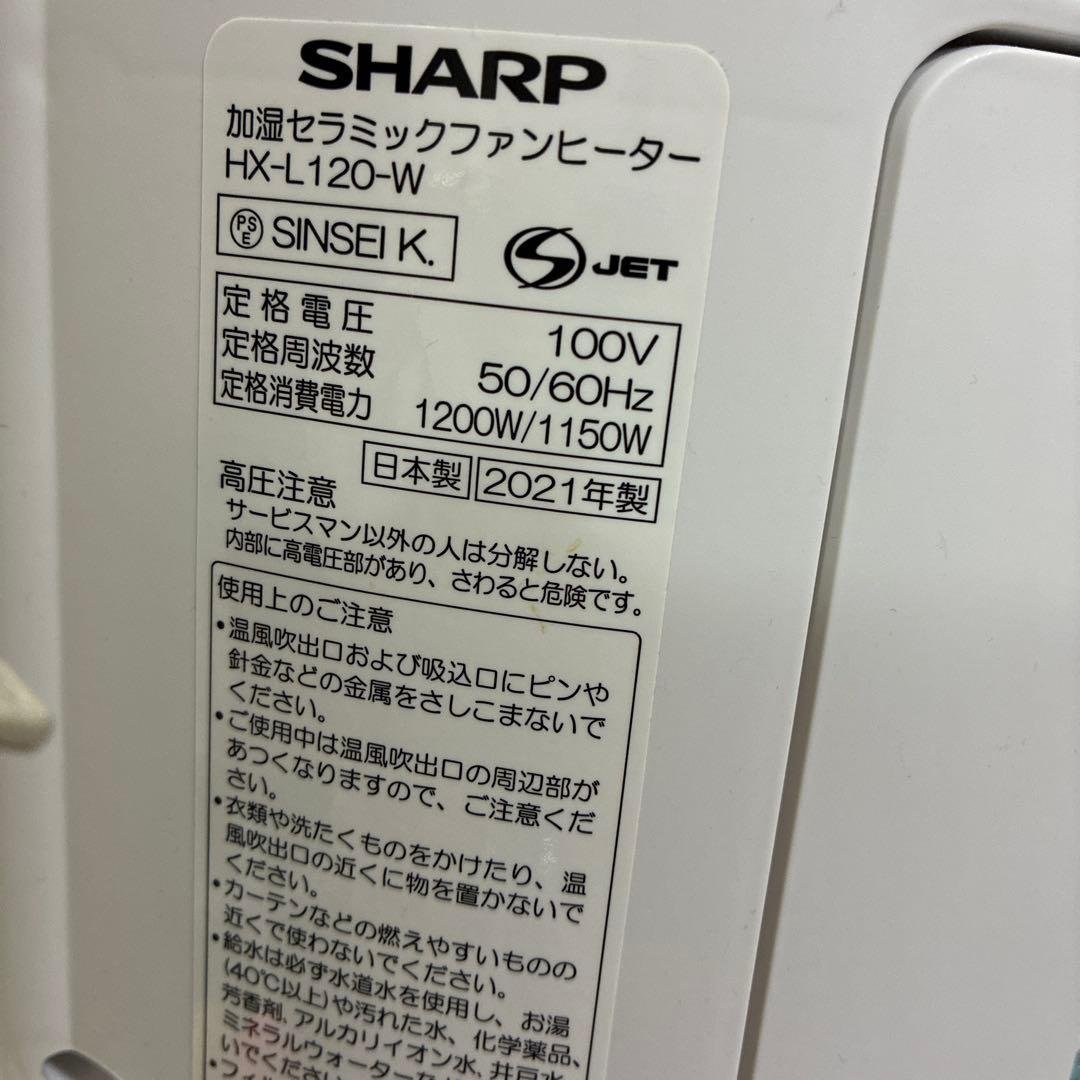 SHARP
加湿セラミックファンヒーター
HX-L120-W
PSE SINSEI K.
S JET
定格電圧 100V
定格周波数 50/60Hz
定格消費電力 1200W/1150W
日本製 2021年製
高圧注意
サービスマン以外の人は分解しない。
内部に高電圧部があり、さわると危険です。
使用上のご注意
•温風吹出口および吸込口にピンや
針金などの金属をさしこまないで
ください。
•ご使用中は温風吹出口の周辺部が
あつくなりますので、ご注意くだ
さい。
•衣類や洗たくものをかけたり、温
風吹出口の近くに物を置かないで
ください。
•カーテンなどの燃えやすいものの
近くで使わないでください。
•給水は必ず水道水を使用し、お湯
(40℃以上)や汚れた水、化学薬品、
芳香剤、アルカリイオン水、井戸水、
ミネラルウォーターな
いでください
•フィル